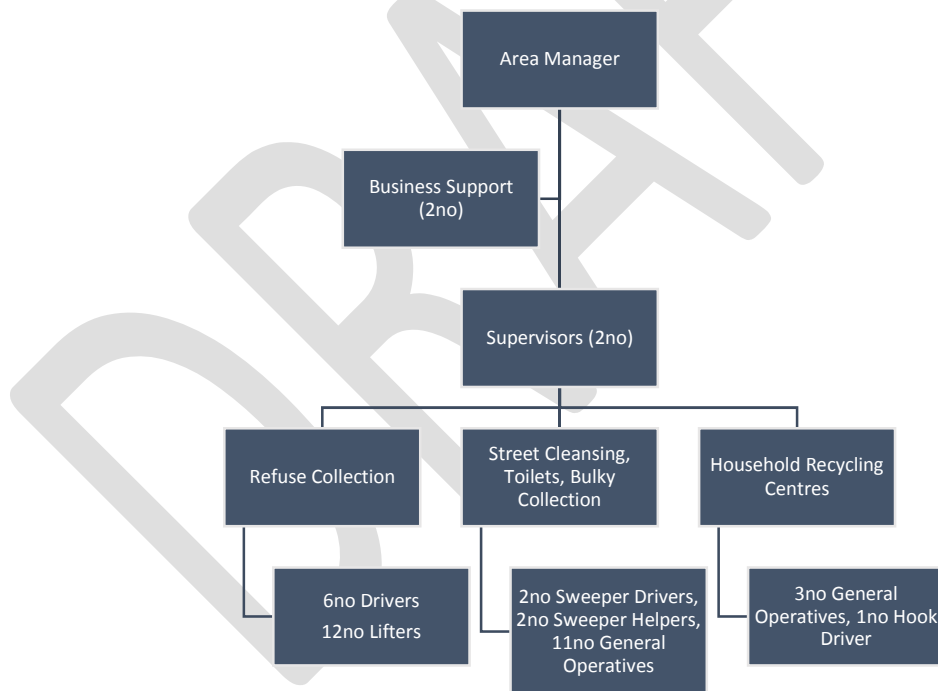 Area Manager
Business Support
(2no)
Supervisors (2no)
Refuse Collection
Street Cleansing,
Toilets, Bulky
Collection
Household Recycling
Centres
6no Drivers
12no Lifters
2no Sweeper Drivers,
2no Sweeper Helpers,
11no General
Operatives
3no General
Operatives, 1no Hook
Driver
DRA